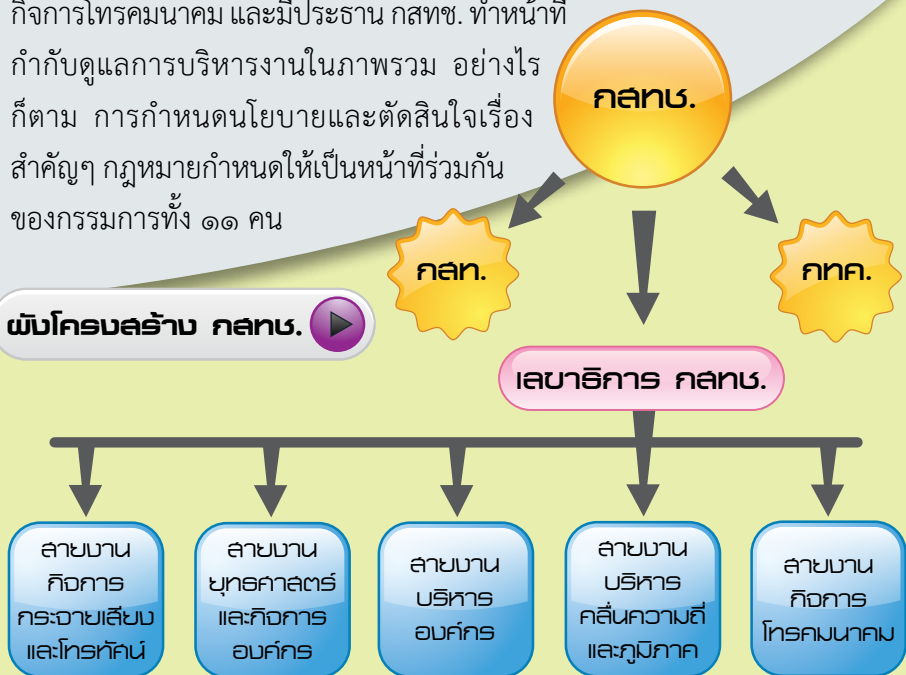 กิจการโทรคมนาคม และมีประธาน กสทช. ทำหน้าที่
กำกับดูแลการบริหารงานในภาพรวม อย่างไร
ก็ตาม การกำหนดนโยบายและตัดสินใจเรื่อง
สำคัญๆ กฎหมายกำหนดให้เป็นหน้าที่ร่วมกัน
ของกรรมการทั้ง ๑๑ คน
กสทช.
กสท.
กทค.
ผังโครงสร้าง กสทช.
เลขาธิการ กสทช.
สายงาน
กิจการ
กระจายเสียง
และโทรทัศน์
สายงาน
ยุทธศาสตร์
และกิจการ
องค์กร
สายงาน
บริหาร
องค์กร
สายงาน
บริหาร
คลื่นความถี่
และภูมิภาค
สายงาน
กิจการ
โทรคมนาคม